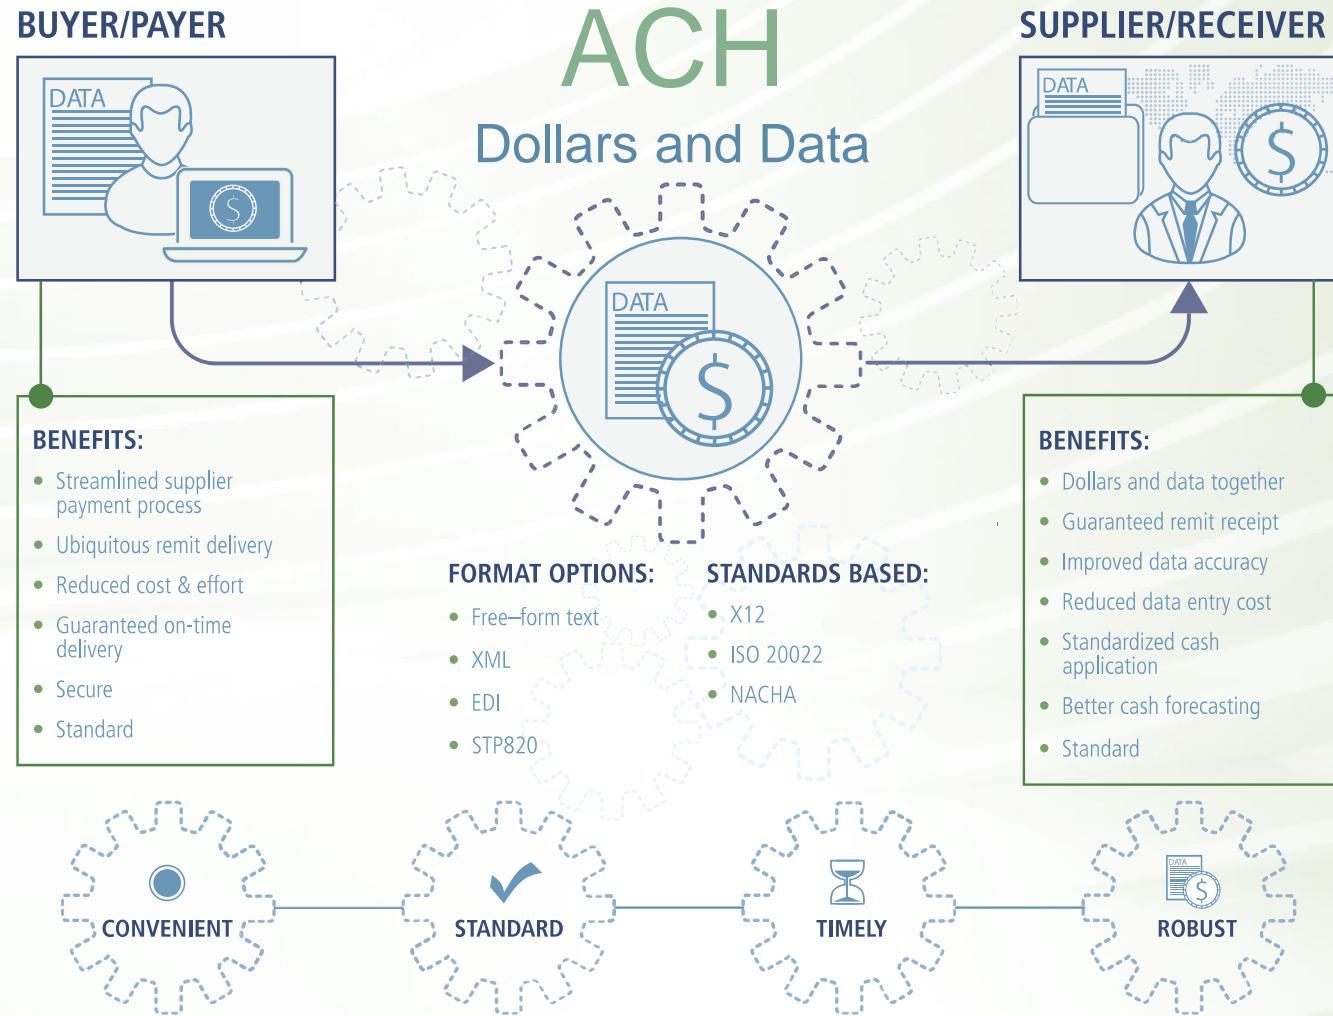 BUYER/PAYER
ACH
Dollars and Data
SUPPLIER/RECEIVER
DATA
DATA
DATA
BENEFITS:
• Streamlined supplier
payment process
• Ubiquitous remit delivery
• Reduced cost & effort
• Guaranteed on-time
delivery
• Secure
• Standard
FORMAT OPTIONS:
• Free–form text
• XML
• EDI
• STP820
STANDARDS BASED:
• X12
• ISO 20022
• NACHA
BENEFITS:
• Dollars and data together
• Guaranteed remit receipt
• Improved data accuracy
• Reduced data entry cost
• Standardized cash
application
• Better cash forecasting
• Standard
CONVENIENT
STANDARD
TIMELY
DATA
ROBUST